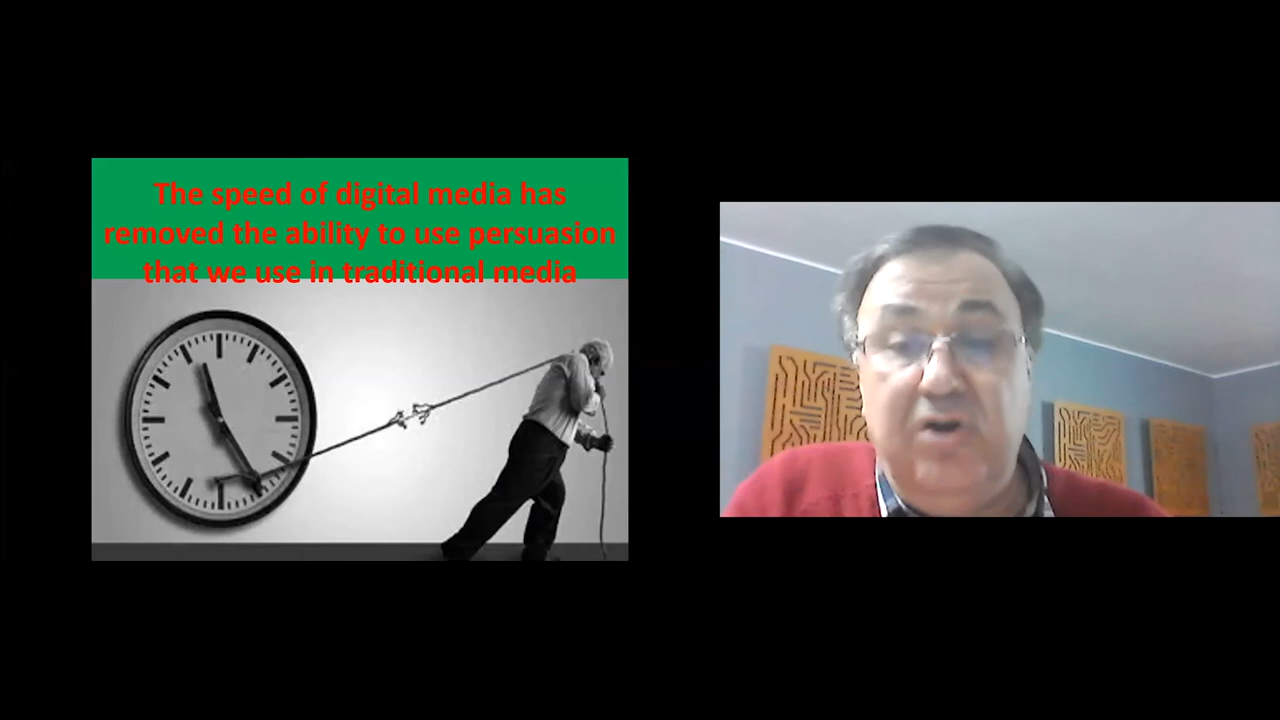 The speed of digital media has
removed the ability to use persuasion
that we use in traditional media